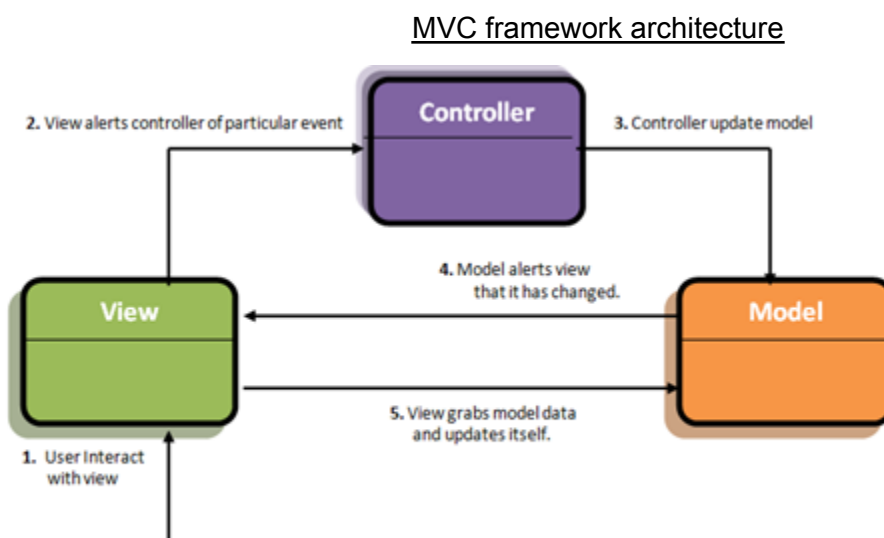 MVC framework architecture
Controller
2. View alerts controller of particular event
3. Controller update model
4. Model alerts view
that it has changed.
View
Model
5. View grabs model data
and updates itself.
1. User Interact
with view